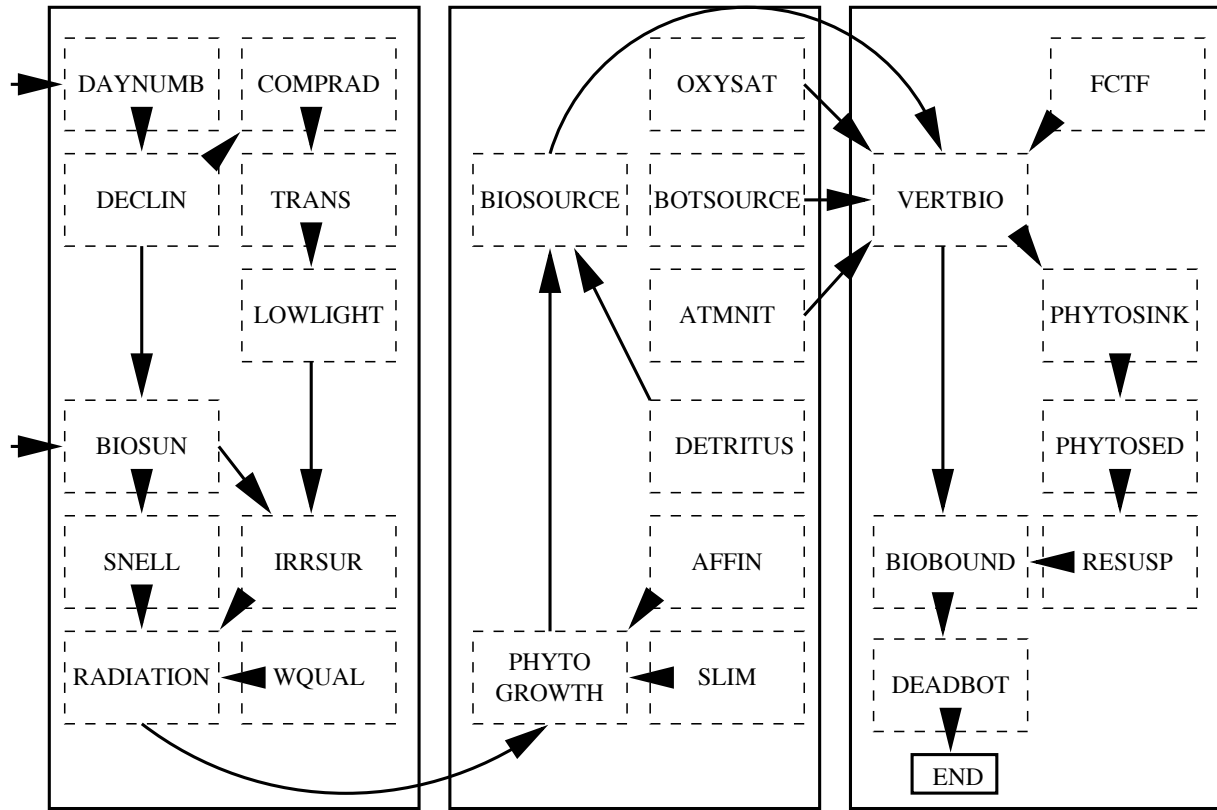 DAYNUMB
COMPRAD
DECLIN
TRANS
LOWLIGHT
BIOSUN
SNELL
IRRSUR
RADIATION
WQUAL
OXYSAT
BIOSOURCE
BOTSOURCE
ATMNIT
DETRITUS
AFFIN
PHYTO
GROWTH
SLIM
FCTF
VERTBIO
PHYTOSINK
PHYTOSED
BIOBOUND
RESUSP
DEADBOT
END